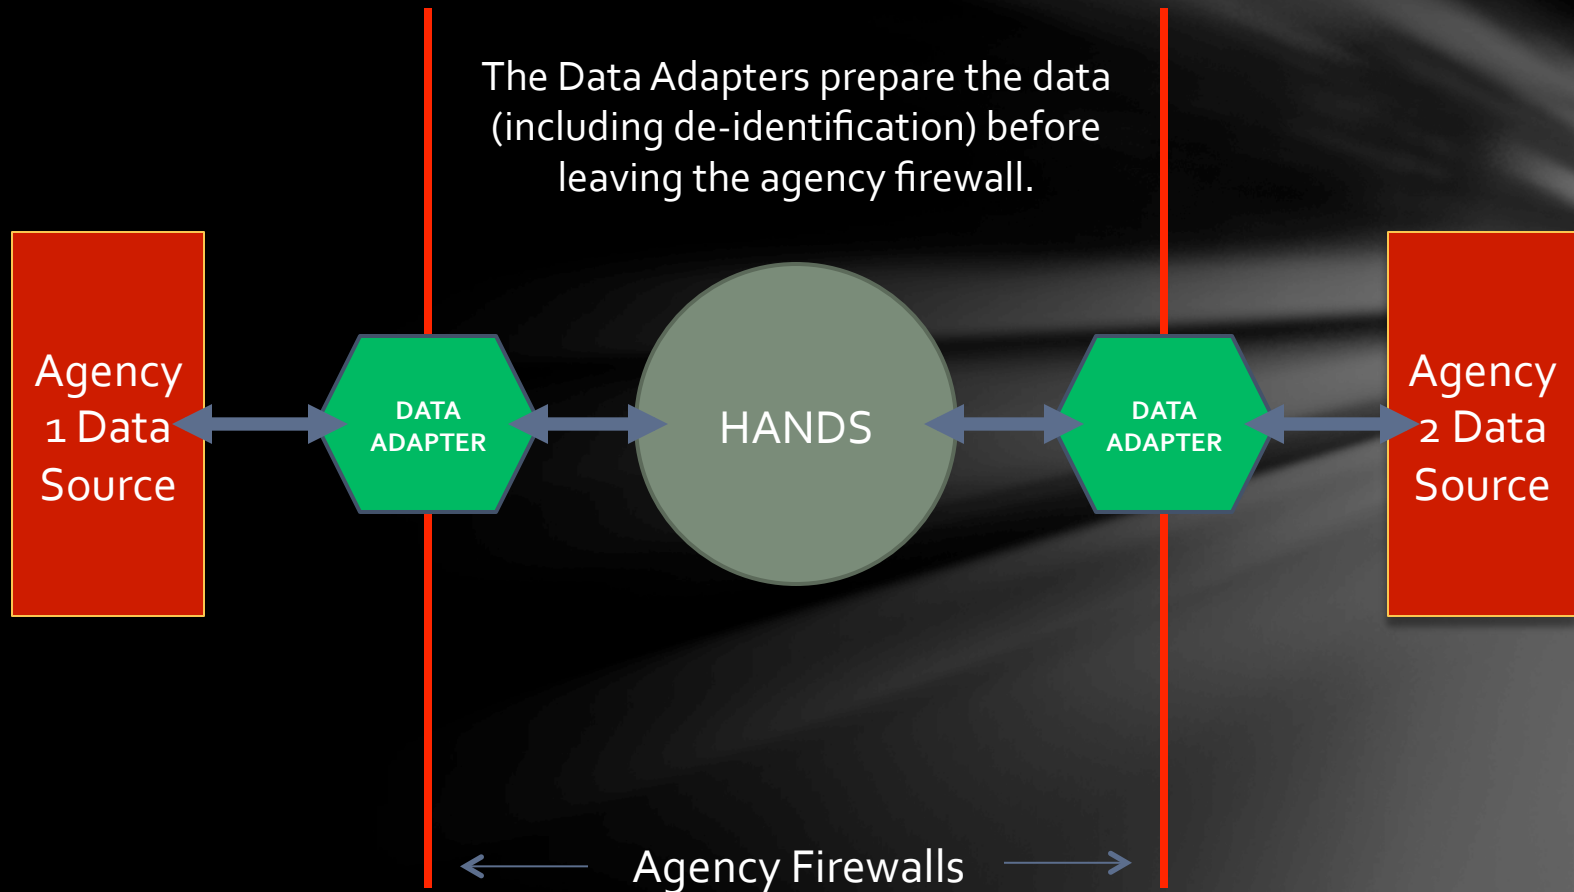 The Data Adapters prepare the data
(including de-identification) before
leaving the agency firewall.
Agency
1 Data
Source
DATA
ADAPTER
HANDS
DATA
ADAPTER
Agency
2 Data
Source
Agency Firewalls